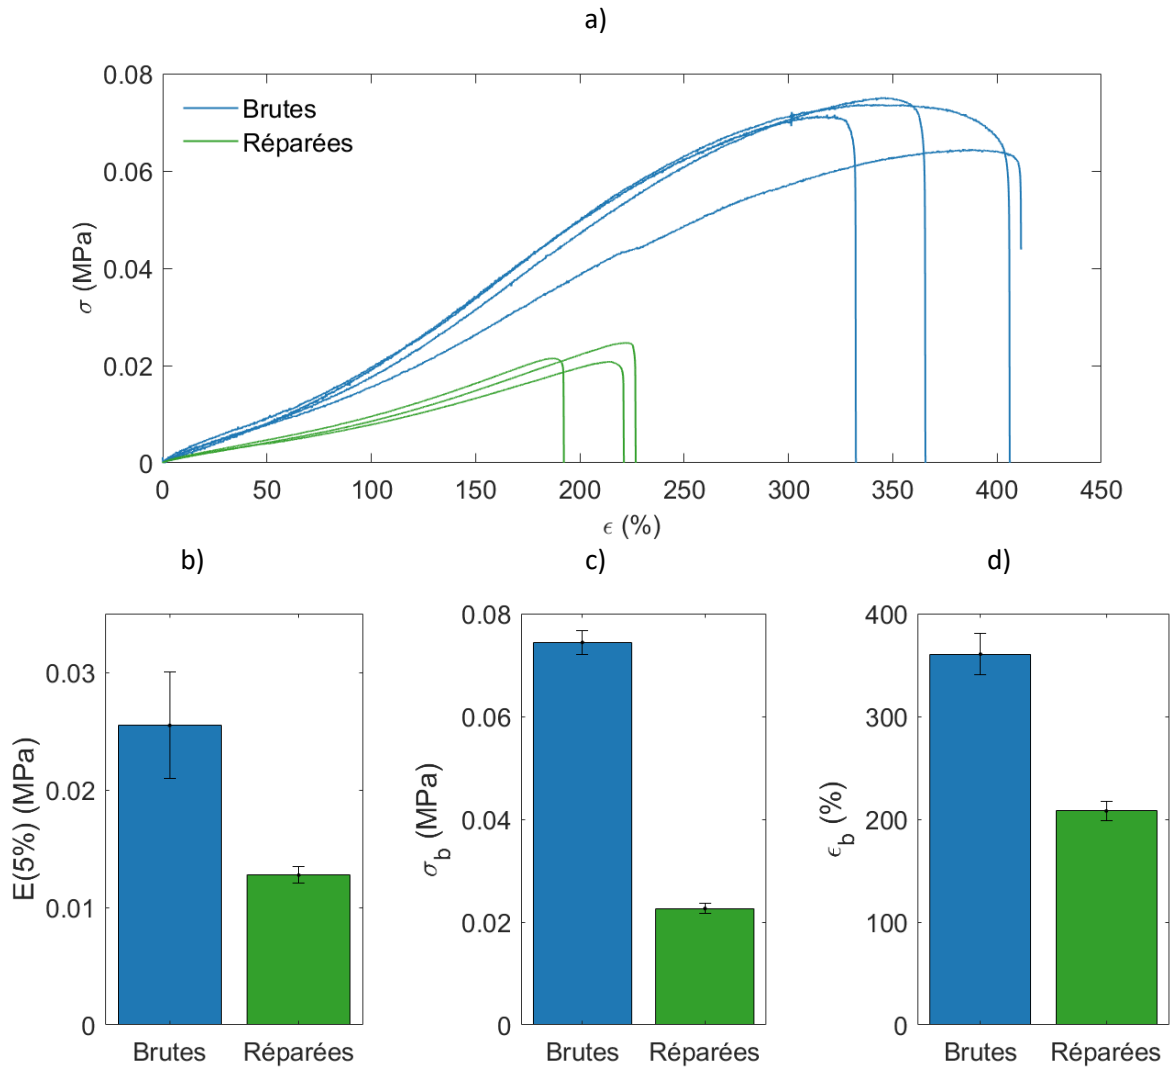 a)
0.08
0.06
0.04
0.02
0
σ (MPa)
Brutes
Réparées
0 50 100 150 200 250 300 350 400 450
ϵ (%)
b) c) d)
0.03
0.02
0.01
0
E(5%) (MPa)
Brutes Réparées
0.08
0.06
0.04
0.02
0
σ_b (MPa)
Brutes Réparées
400
300
200
100
0
ϵ_b (%)
Brutes Réparées